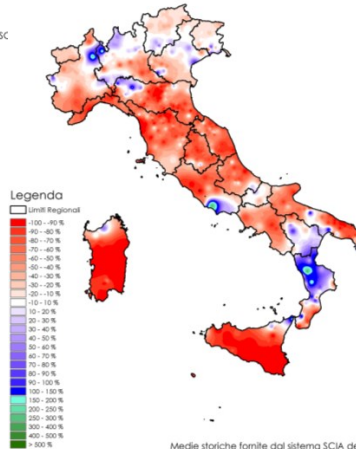 sc
Legenda
Limiti Regionali
-100 - -90 %
-90 - -80 %
-80 - -70 %
-70 - -60 %
-60 - -50 %
-50 - -40 %
-40 - -30 %
-30 - -20 %
-20 - -10 %
-10 - 10 %
10 - 20 %
20 - 30 %
30 - 40 %
40 - 50 %
50 - 60 %
60 - 70 %
70 - 80 %
80 - 90 %
90 - 100 %
100 - 150 %
150 - 200 %
200 - 250 %
250 - 300 %
300 - 400 %
400 - 500 %
> 500 %
Medie storiche fornite dal sistema SCIA de